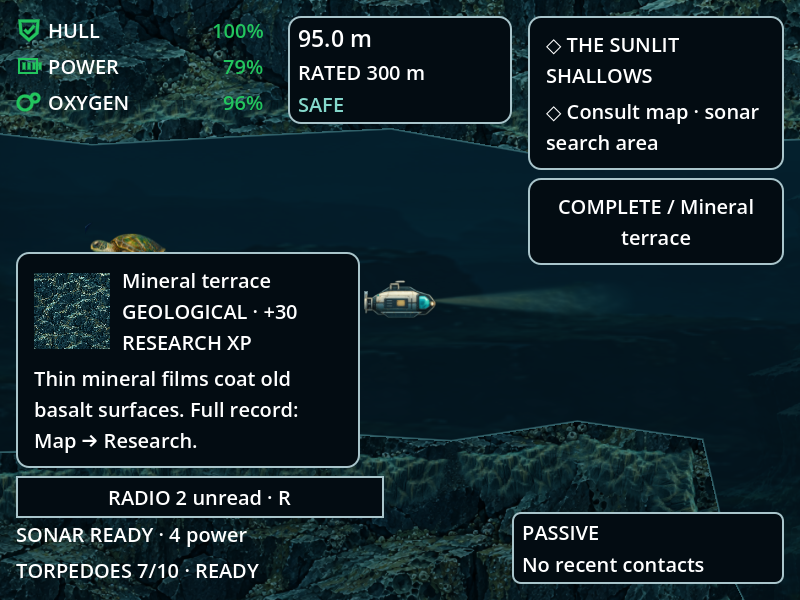 HULL 100%
POWER 79%
OXYGEN 96%
95.0 m
RATED 300 m
SAFE
◇ THE SUNLIT
SHALLOWS
◇ Consult map · sonar
search area
COMPLETE / Mineral
terrace
Mineral terrace
GEOLOGICAL · +30
RESEARCH XP
Thin mineral films coat old
basalt surfaces. Full record:
Map → Research.
RADIO 2 unread · R
SONAR READY · 4 power
TORPEDOES 7/10 · READY
PASSIVE
No recent contacts